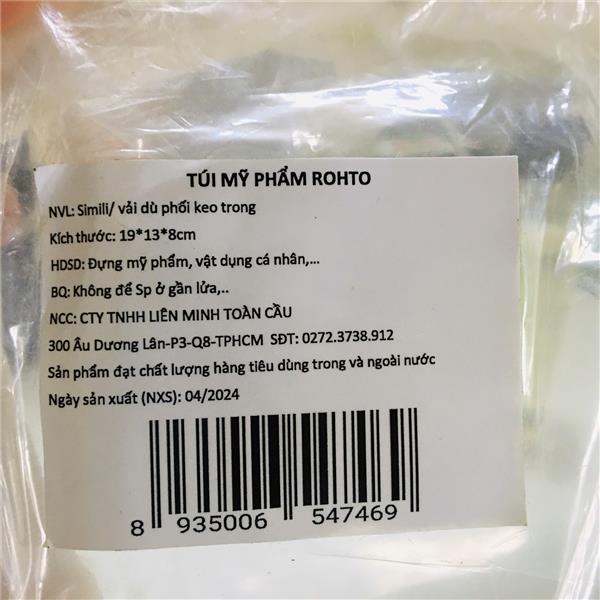 TÚI MỸ PHẨM ROHTO
NVL: Simili/ vải dù phối keo trong
Kích thước: 19*13*8cm
HDSD: Đựng mỹ phẩm, vật dụng cá nhân,...
BQ: Không để Sp ở gần lửa,..
NCC: CTY TNHH LIÊN MINH TOÀN CẦU
300 Âu Dương Lân-P3-Q8-TPHCM SĐT: 0272.3738.912
Sản phẩm đạt chất lượng hàng tiêu dùng trong và ngoài nước
Ngày sản xuất (NXS): 04/2024
8 935006 547469